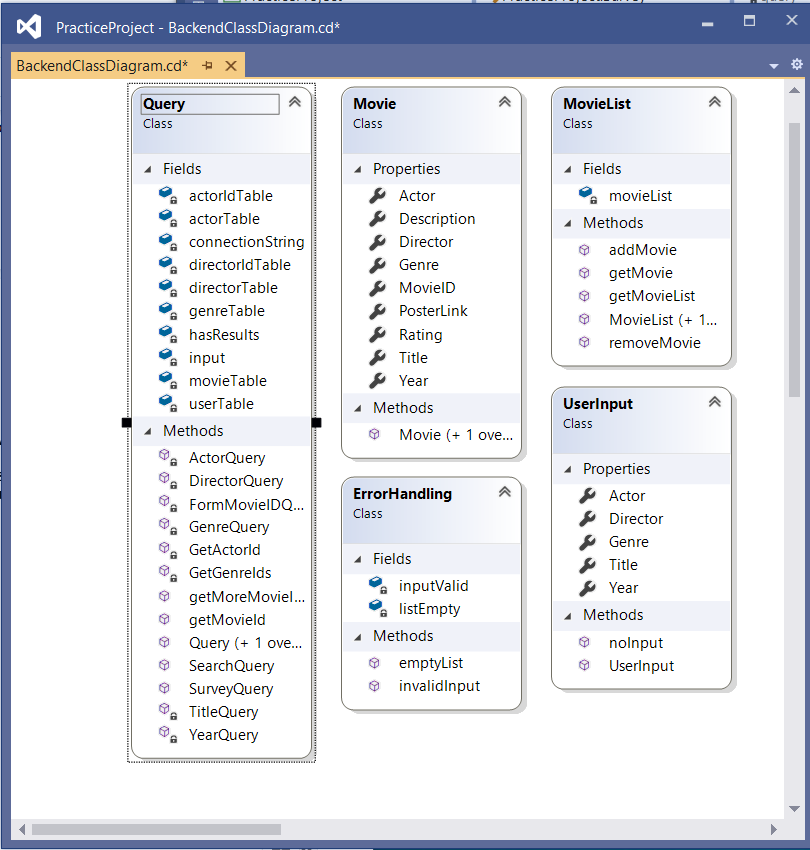 PracticeProject - BackendClassDiagram.cd*
BackendClassDiagram.cd*
Query
Class
Fields
actorIdTable
actorTable
connectionString
directorIdTable
directorTable
genreTable
hasResults
input
movieTable
userTable
Methods
ActorQuery
DirectorQuery
FormMovieIDQ...
GenreQuery
GetActorId
GetGenreIds
getMoreMovieI...
getMovieId
Query (+ 1 ove...
SearchQuery
SurveyQuery
TitleQuery
YearQuery
Movie
Class
Properties
Actor
Description
Director
Genre
MovieID
PosterLink
Rating
Title
Year
Methods
Movie (+ 1 ove...
ErrorHandling
Class
Fields
inputValid
listEmpty
Methods
emptyList
invalidInput
MovieList
Class
Fields
movieList
Methods
addMovie
getMovie
getMovieList
MovieList (+ 1...
removeMovie
UserInput
Class
Properties
Actor
Director
Genre
Title
Year
Methods
noInput
UserInput